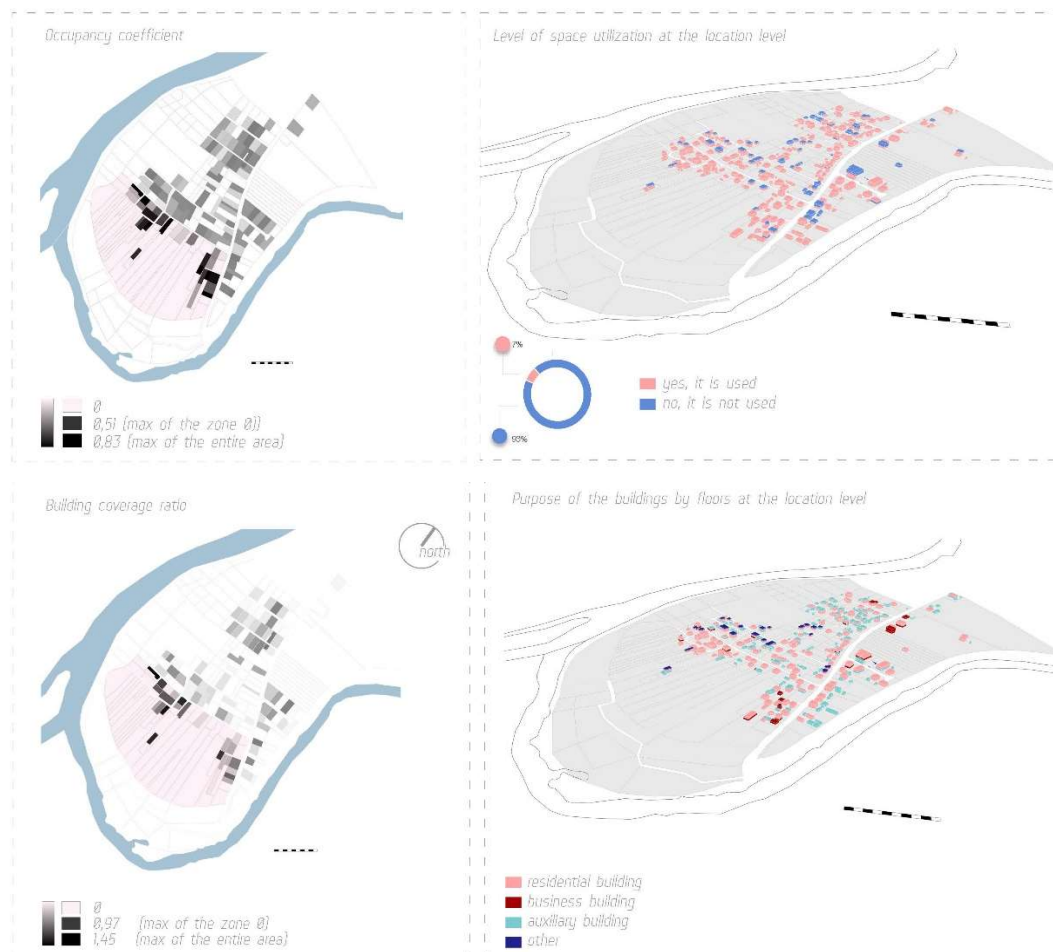 Occupancy coefficient
0
0,51 (max of the zone 0))
0,83 (max of the entire area)
Level of space utilization at the location level
7%
93%
yes, it is used
no, it is not used
Building coverage ratio
north
0
0,97 (max of the zone 0)
1,45 (max of the entire area)
Purpose of the buildings by floors at the location level
residential building
business building
auxiliary building
other